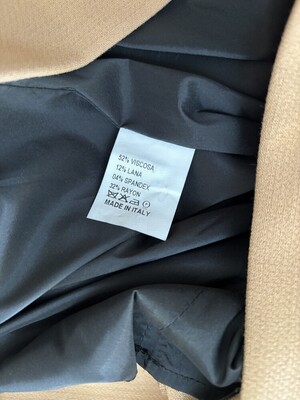 52% VISCOSA
12% LANA
04% SPANDEX
32% RAYON
MADE IN ITALY